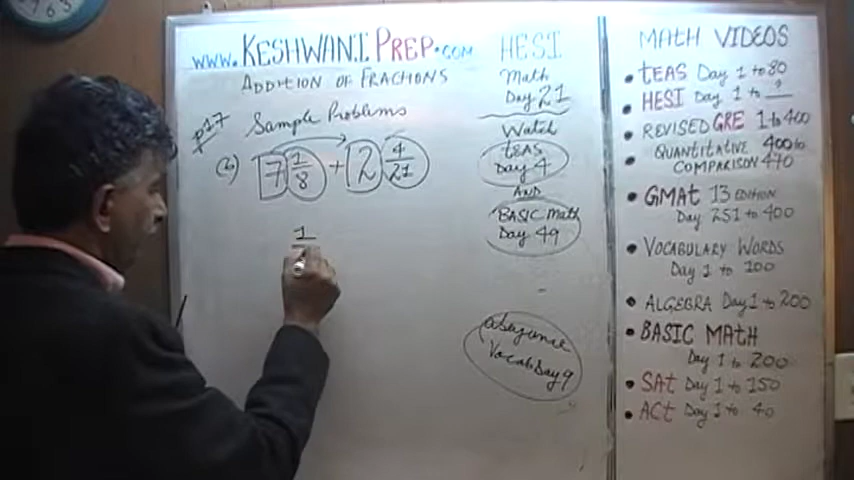 www.KESHWANIPREP.COM
ADDITION OF FRACTIONS
p17 Sample Problems
(b) 7 1/8 + 2 4/21
1
HESI
Math
Day 21
Watch
TEAS
Day 4
AND
BASIC Math
Day 49
abeyance
Vocab Day 9
MATH VIDEOS
• TEAS Day 1 to 80
• HESI Day 1 to ?
• REVISED GRE 1 to 400
• QUANTITATIVE 400 to
COMPARISON 470
• GMAT 13 EDITION
Day 251 to 400
• VOCABULARY WORDS
Day 1 to 100
• ALGEBRA Day 1 to 200
• BASIC MATH
Day 1 to 200
• SAT Day 1 to 150
• ACT Day 1 to 40